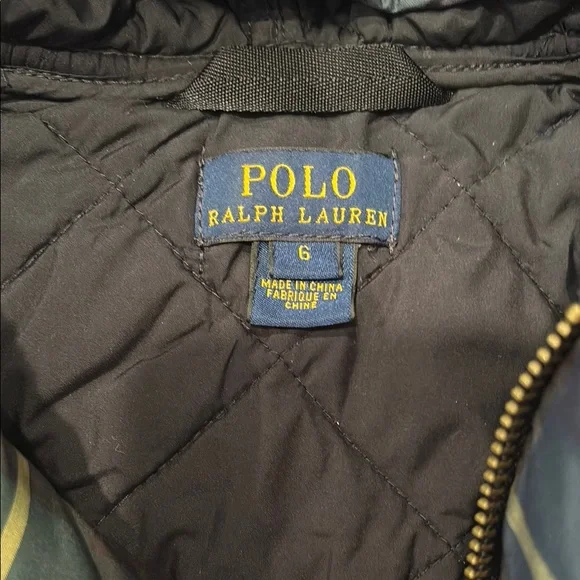 POLO
RALPH LAUREN
6
MADE IN CHINA
FABRIQUE EN
CHINE